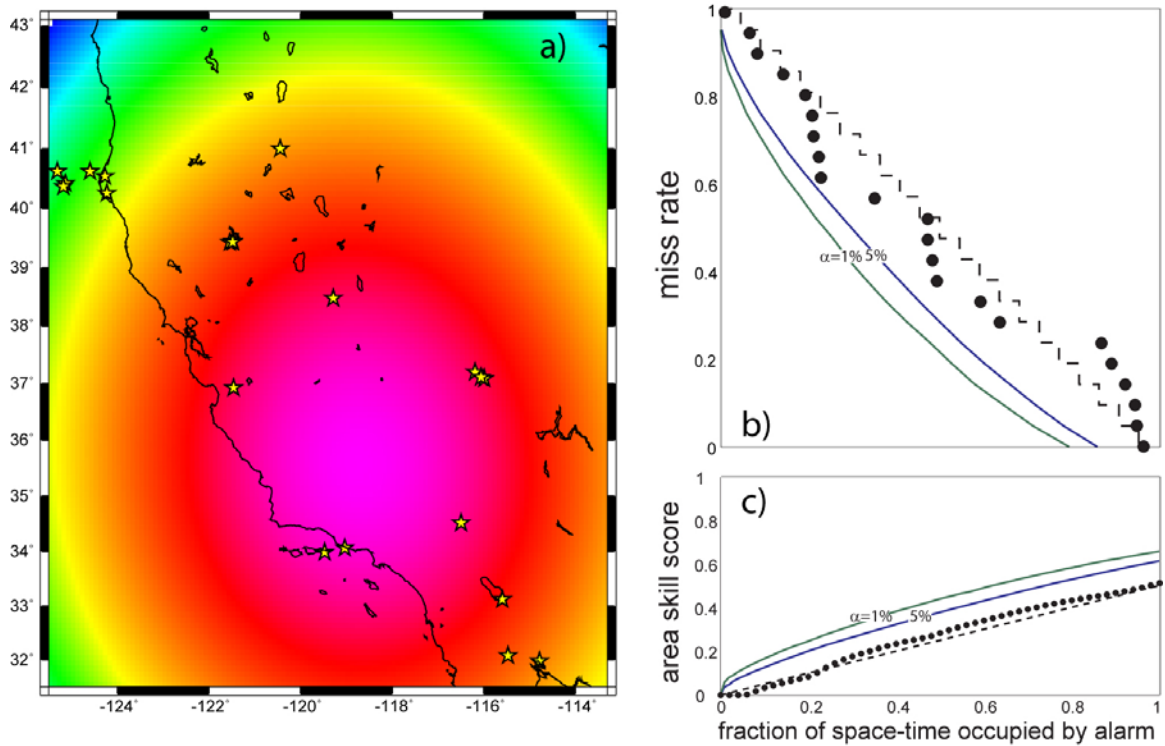 a)
43˚
42˚
41˚
40˚
39˚
38˚
37˚
36˚
35˚
34˚
33˚
32˚
-124˚ -122˚ -120˚ -118˚ -116˚ -114˚
miss rate
1
0.8
0.6
0.4
0.2
0
α=1% 5%
b)
area skill score
1
0.8
0.6
0.4
0.2
0
c)
α=1% 5%
0 0.2 0.4 0.6 0.8 1
fraction of space-time occupied by alarm